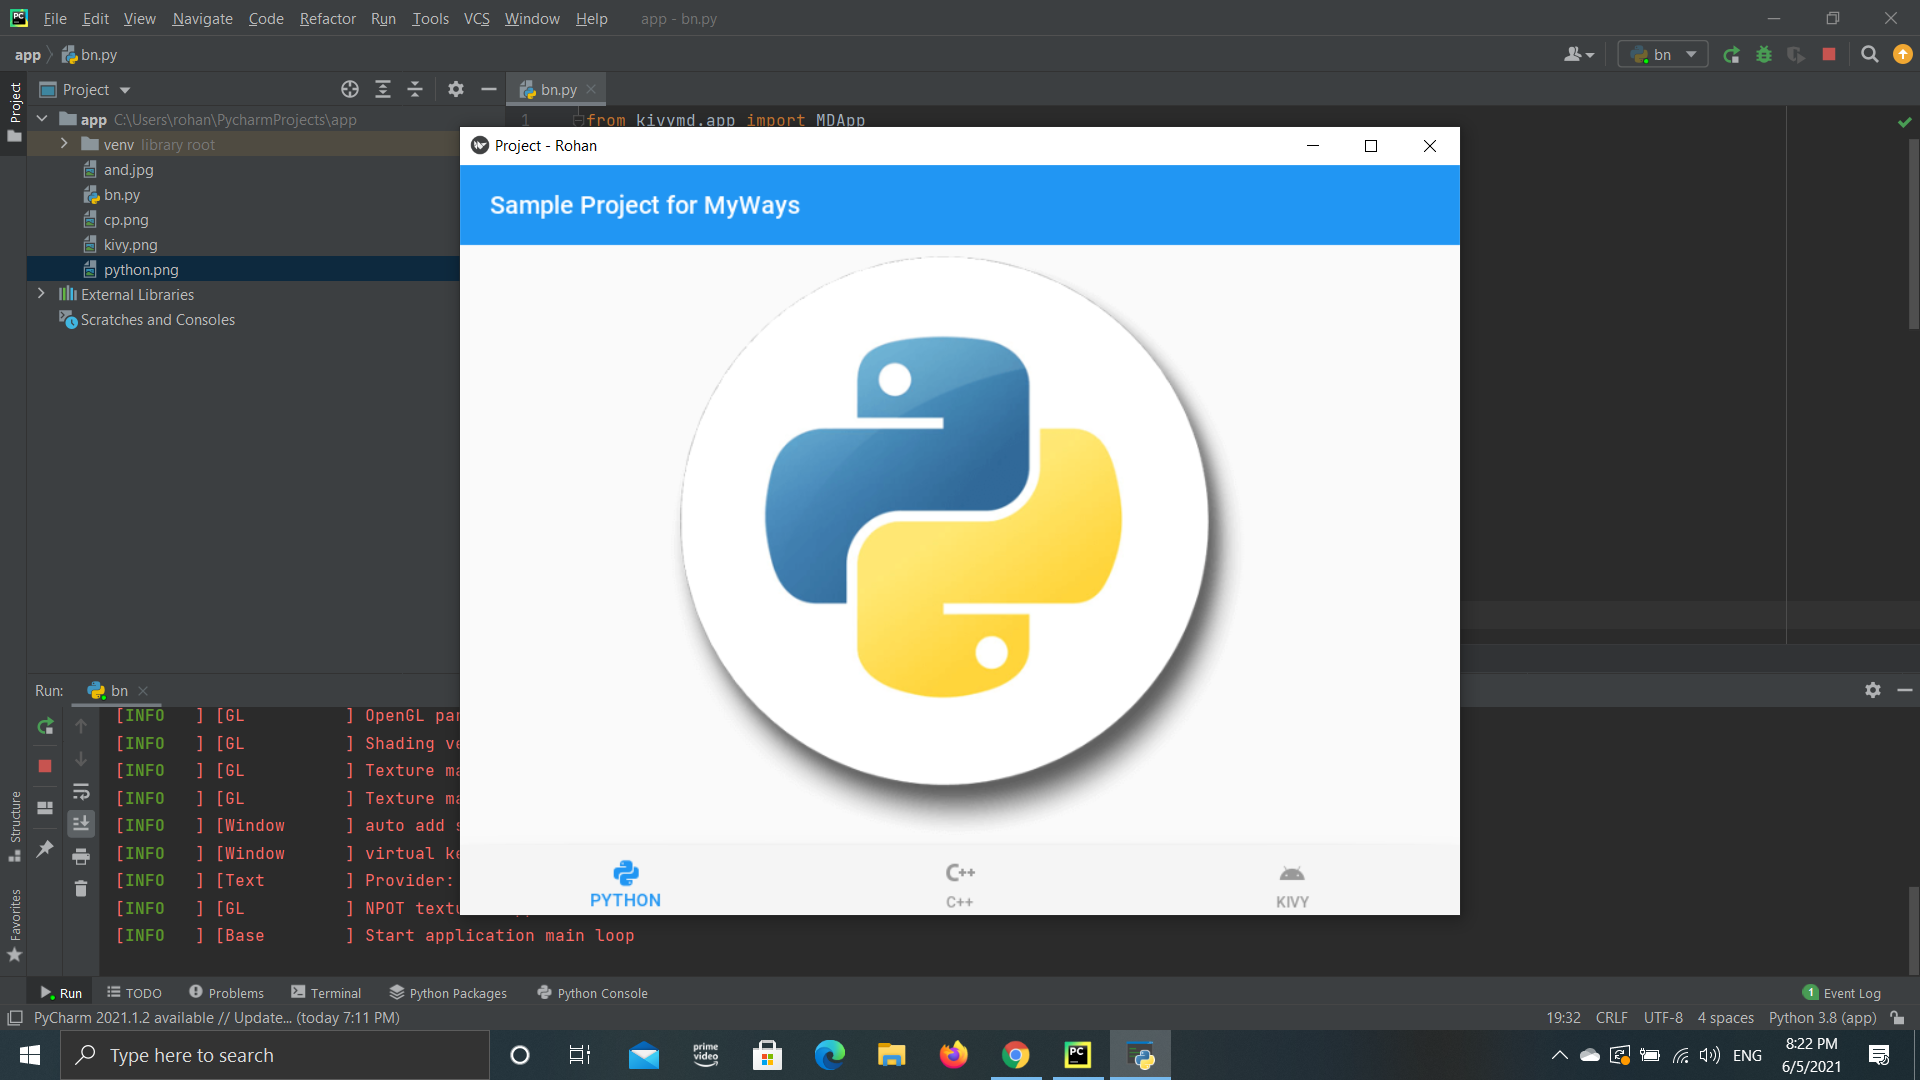 File Edit View Navigate Code Refactor Run Tools VCS Window Help app - bn.py
app bn.py
bn
Project
Project
bn.py
app C:\Users\rohan\PycharmProjects\app
1 from kivymd.app import MDApp
venv library root
and.jpg
bn.py
cp.png
kivy.png
python.png
External Libraries
Scratches and Consoles
Project - Rohan
Sample Project for MyWays
PYTHON
C++
C++
KIVY
Run: bn
[INFO ] [GL ] OpenGL par
[INFO ] [GL ] Shading ve
[INFO ] [GL ] Texture ma
[INFO ] [GL ] Texture ma
[INFO ] [Window ] auto add s
[INFO ] [Window ] virtual ke
[INFO ] [Text ] Provider:
[INFO ] [GL ] NPOT textu
[INFO ] [Base ] Start application main loop
Structure
Favorites
Run TODO Problems Terminal Python Packages Python Console 1 Event Log
PyCharm 2021.1.2 available // Update... (today 7:11 PM) 19:32 CRLF UTF-8 4 spaces Python 3.8 (app)
Type here to search
prime video
PC
ENG
8:22 PM
6/5/2021